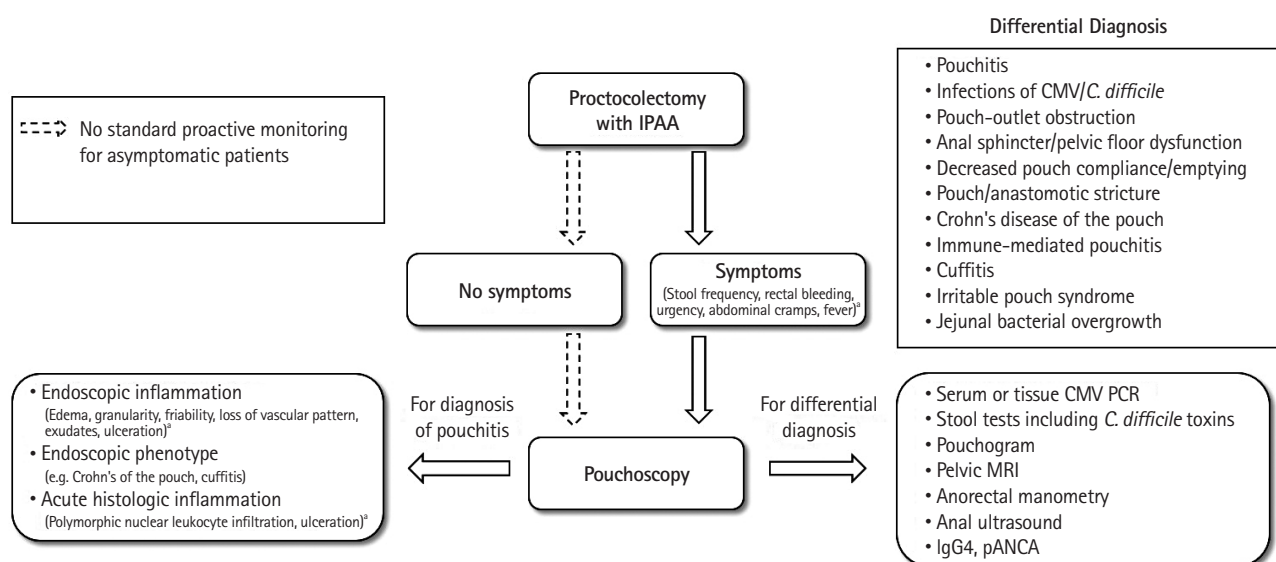 Differential Diagnosis
• Pouchitis
• Infections of CMV/C. difficile
• Pouch-outlet obstruction
• Anal sphincter/pelvic floor dysfunction
• Decreased pouch compliance/emptying
• Pouch/anastomotic stricture
• Crohn's disease of the pouch
• Immune-mediated pouchitis
• Cuffitis
• Irritable pouch syndrome
• Jejunal bacterial overgrowth
No standard proactive monitoring
for asymptomatic patients
Proctocolectomy
with IPAA
No symptoms
Symptoms
(Stool frequency, rectal bleeding,
urgency, abdominal cramps, fever)ᵃ
• Endoscopic inflammation
(Edema, granularity, friability, loss of vascular pattern,
exudates, ulceration)ᵃ
• Endoscopic phenotype
(e.g. Crohn's of the pouch, cuffitis)
• Acute histologic inflammation
(Polymorphic nuclear leukocyte infiltration, ulceration)ᵃ
For diagnosis
of pouchitis
Pouchoscopy
For differential
diagnosis
• Serum or tissue CMV PCR
• Stool tests including C. difficile toxins
• Pouchogram
• Pelvic MRI
• Anorectal manometry
• Anal ultrasound
• IgG4, pANCA